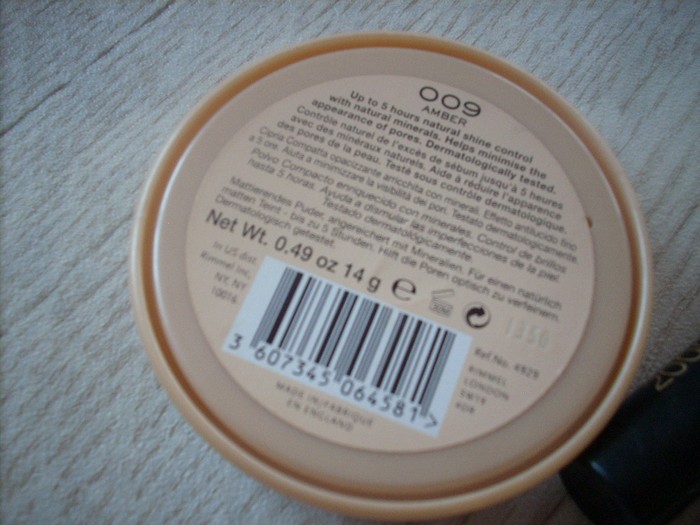 009
AMBER
Up to 5 hours natural shine control
with natural minerals. Helps minimise the
appearance of pores. Dermatologically tested.
Contrôle naturel de l'excès de sébum jusqu'à 5 heures
avec des minéraux naturels. Aide à réduire l'apparence
des pores de la peau. Testé sous contrôle dermatologique.
Cipria Compatta opacizzante arricchita con minerali. Effetto antilucido fino
a 5 ore. Aiuta a minimizzare la visibilità dei pori. Testato dermatologicamente.
Polvo Compacto enriquecido con minerales. Control de brillos
hasta 5 horas. Ayuda a disimular las imperfecciones de la piel.
Testado dermatológicamente.
Mattierendes Puder, angereichert mit Mineralien. Für einen natürlich
matten Teint - bis zu 5 Stunden. Hilft die Poren optisch zu verfeinern.
Dermatologisch getestet.
Net Wt. 0.49 oz 14 g e
In US dist.
Rimmel Inc.
NY, NY
10016
1350
Ref.No. 4929
RIMMEL
LONDON
SW19
3 607345 064581 >
MADE IN/FABRIQUÉ
EN ENGLAND